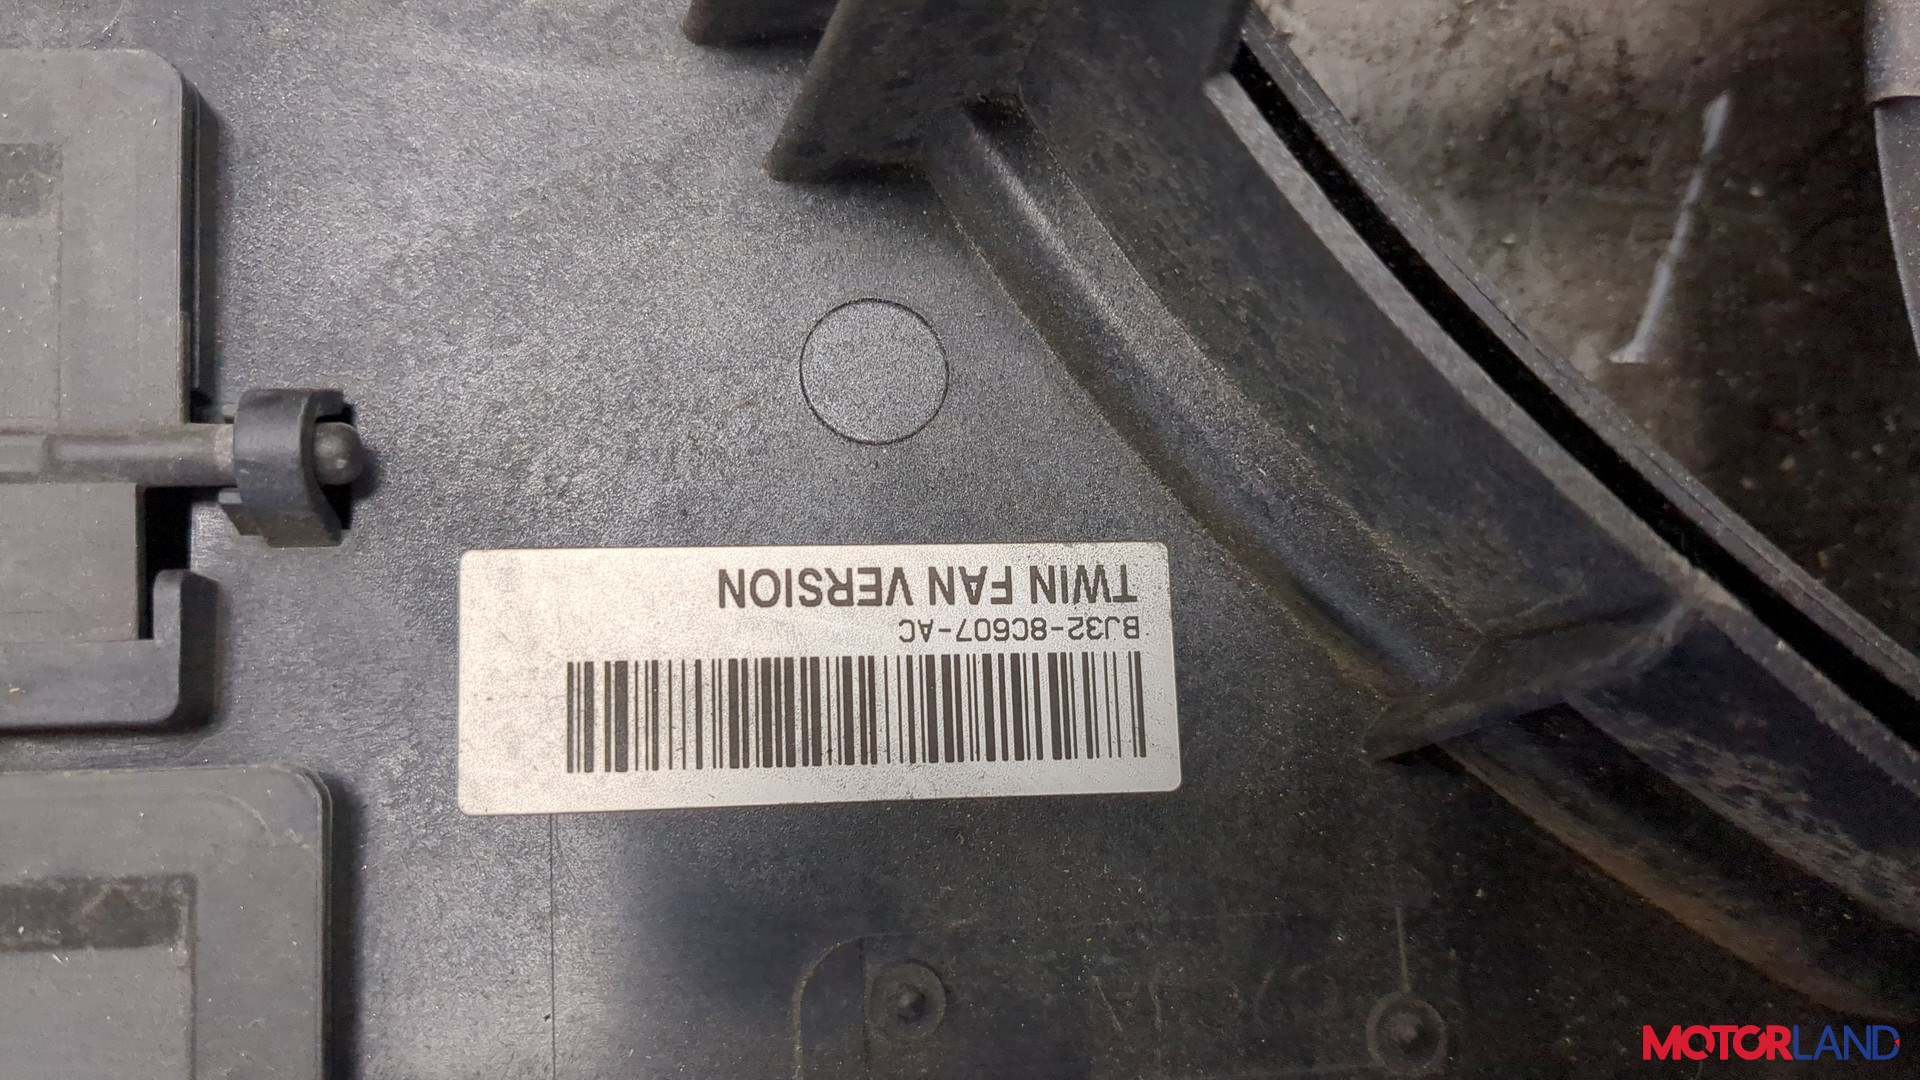 TWIN FAN VERSION
BJ32-8C607-AC
MOTORLAND